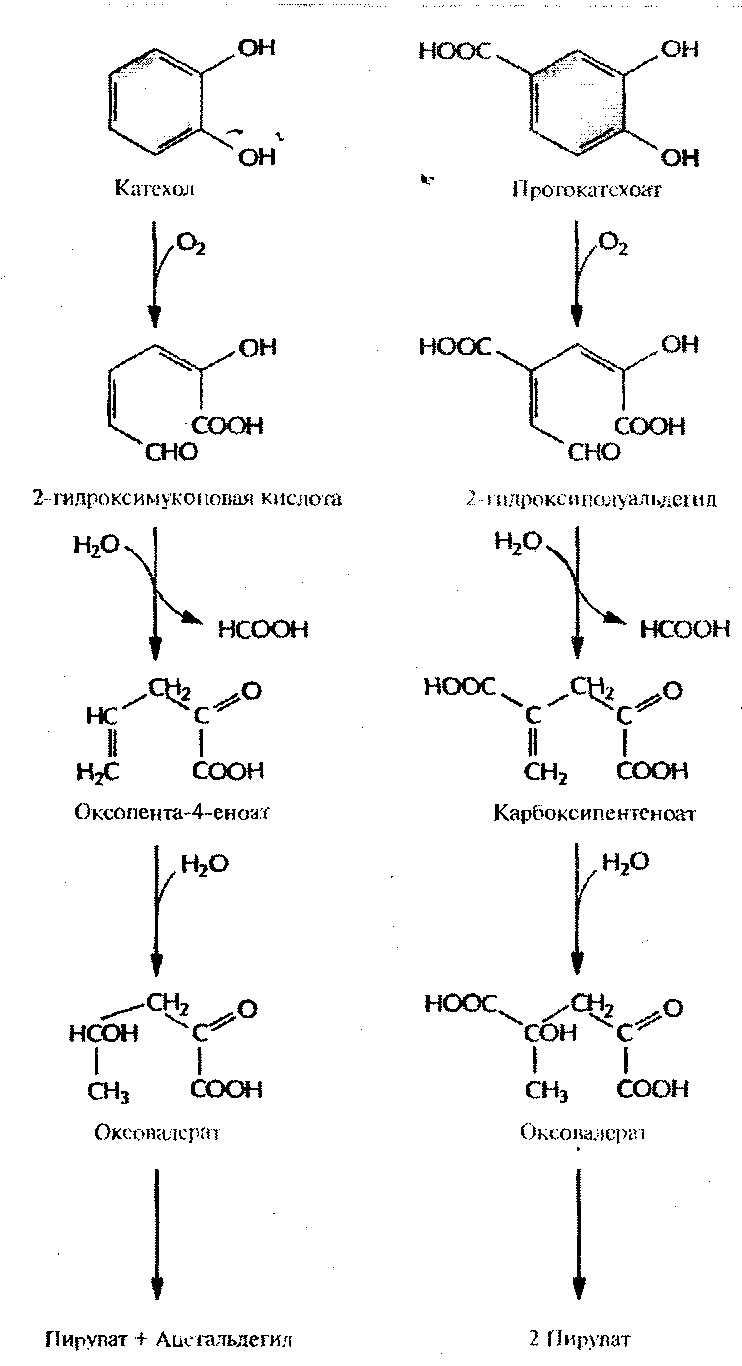 OH
OH
Катехол
O₂
OH
COOH
CHO
2-гидроксимуконовая кислота
H₂O
HCOOH
CH₂
O
HC
C
H₂C
COOH
Оксопента-4-еноат
H₂O
CH₂
O
HCOH
C
CH₃
COOH
Оксовалерат
Пируват + Ацетальдегид
HOOC
OH
OH
Протокатехоат
O₂
HOOC
OH
COOH
CHO
2-гидроксиполуальдегид
H₂O
HCOOH
HOOC
CH₂
O
C
C
CH₂
COOH
Карбоксипентеноат
H₂O
HOOC
CH₂
O
COH
C
CH₃
COOH
Оксовалерат
2 Пируват